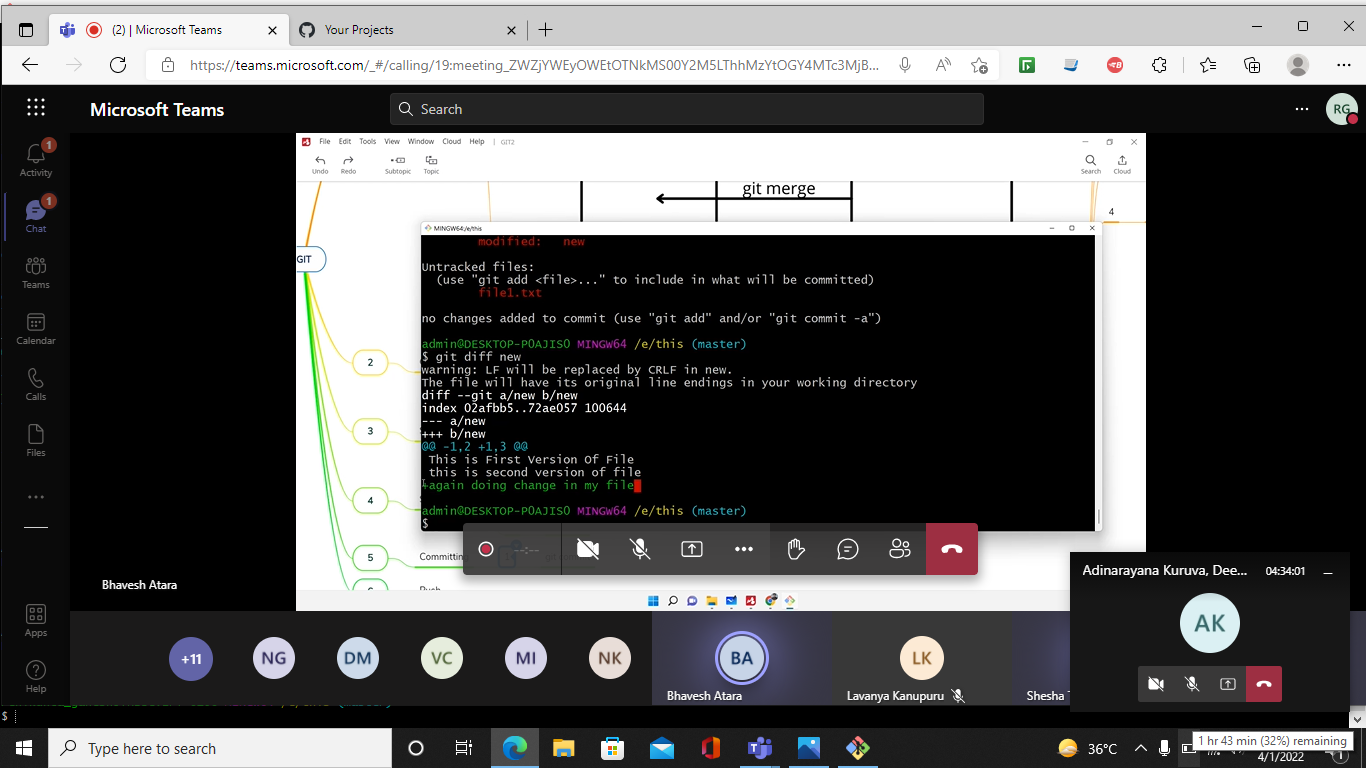 (2) | Microsoft Teams
Your Projects
https://teams.microsoft.com/_#/calling/19:meeting_ZWZjYWEyOWEtOTNkMS00Y2M5LThhMzYtOGY4MTc3MjB...
Microsoft Teams
Search
RG
Activity
1
Chat
1
Teams
Calendar
Calls
Files
Apps
Help
File Edit Tools View Window Cloud Help | GIT2
Undo Redo Subtopic Topic Search Cloud
git merge
4
GIT
2
3
4
5
Committing
MINGW64:/e/this
modified: new
Untracked files:
(use "git add <file>..." to include in what will be committed)
file1.txt
no changes added to commit (use "git add" and/or "git commit -a")
admin@DESKTOP-P0AJIS0 MINGW64 /e/this (master)
$ git diff new
warning: LF will be replaced by CRLF in new.
The file will have its original line endings in your working directory
diff --git a/new b/new
index 02afbb5..72ae057 100644
--- a/new
+++ b/new
@@ -1,2 +1,3 @@
This is First Version Of File
this is second version of file
+again doing change in my file
admin@DESKTOP-P0AJIS0 MINGW64 /e/this (master)
$
--:--
Bhavesh Atara
Adinarayana Kuruva, Dee... 04:34:01
AK
+11
NG
DM
VC
MI
NK
BA
Bhavesh Atara
LK
Lavanya Kanupuru
Shesha
$
Type here to search
36°C
1 hr 43 min (32%) remaining
4/1/2022
1